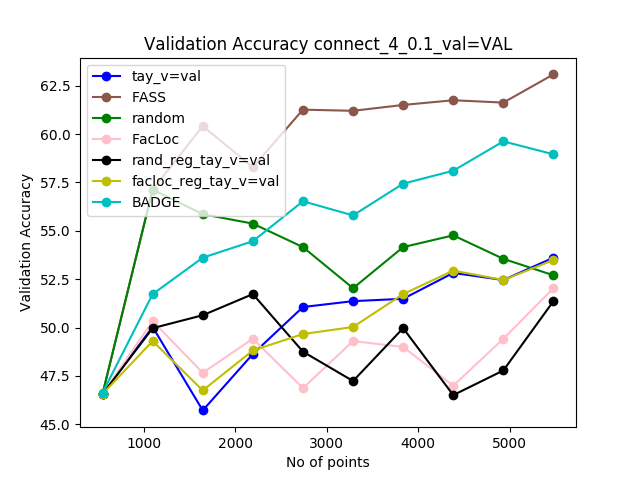 Validation Accuracy connect_4_0.1_val=VAL
tay_v=val
FASS
random
FacLoc
rand_reg_tay_v=val
facloc_reg_tay_v=val
BADGE
Validation Accuracy
62.5
60.0
57.5
55.0
52.5
50.0
47.5
45.0
1000 2000 3000 4000 5000
No of points